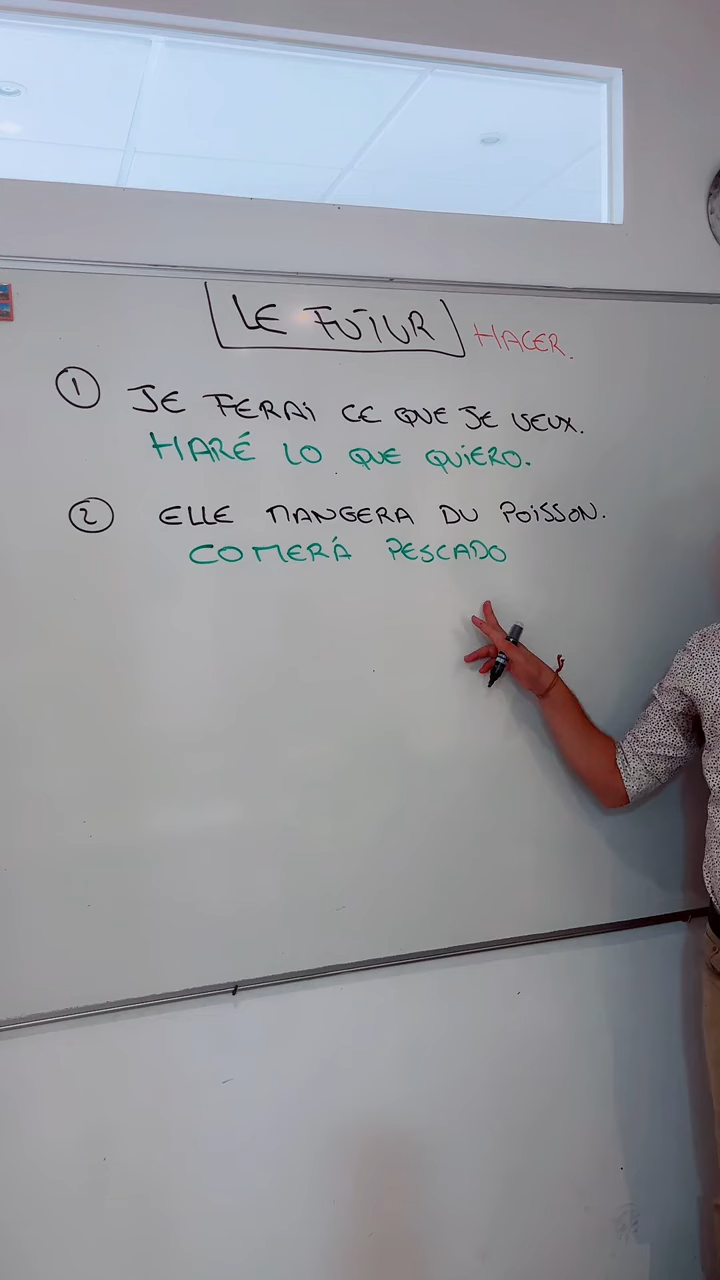 LE FUTUR HACER.
① JE FERAi CE QUE JE VEUX.
HARÉ LO QUE QUiERO.
② ELLE MANGERA DU POiSSON.
COMERÁ PESCADO